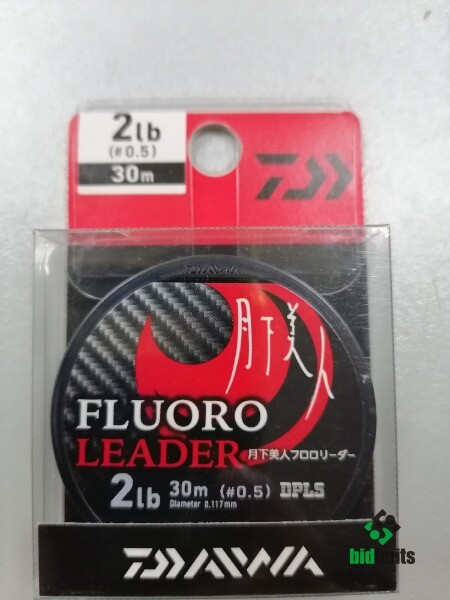 2lb
(#0.5)
30m
DAIWA
月下美人
FLUORO
LEADER
月下美人フロロリーダー
2lb 30m (#0.5) DPLS
Diameter 0.117mm
DAIWA
bidbaits